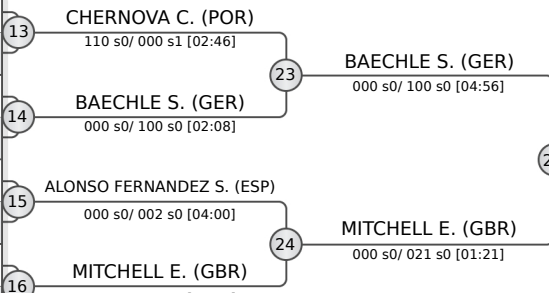 13
CHERNOVA C. (POR)
110 s0/ 000 s1 [02:46]
23
BAECHLE S. (GER)
000 s0/ 100 s0 [04:56]
14
BAECHLE S. (GER)
000 s0/ 100 s0 [02:08]
15
ALONSO FERNANDEZ S. (ESP)
000 s0/ 002 s0 [04:00]
24
MITCHELL E. (GBR)
000 s0/ 021 s0 [01:21]
16
MITCHELL E. (GBR)